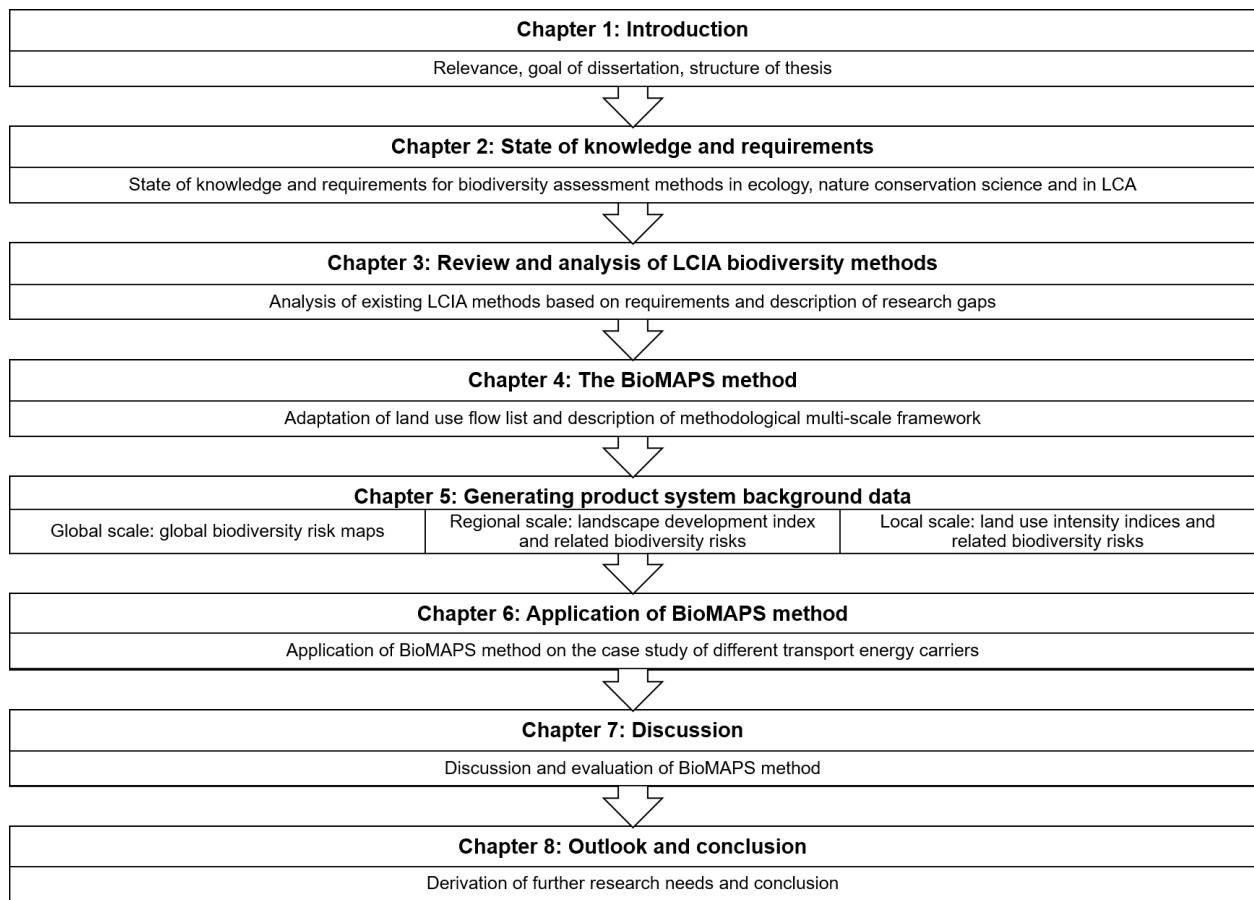 Chapter 1: Introduction
Relevance, goal of dissertation, structure of thesis
Chapter 2: State of knowledge and requirements
State of knowledge and requirements for biodiversity assessment methods in ecology, nature conservation science and in LCA
Chapter 3: Review and analysis of LCIA biodiversity methods
Analysis of existing LCIA methods based on requirements and description of research gaps
Chapter 4: The BioMAPS method
Adaptation of land use flow list and description of methodological multi-scale framework
Chapter 5: Generating product system background data
Global scale: global biodiversity risk maps
Regional scale: landscape development index
and related biodiversity risks
Local scale: land use intensity indices and
related biodiversity risks
Chapter 6: Application of BioMAPS method
Application of BioMAPS method on the case study of different transport energy carriers
Chapter 7: Discussion
Discussion and evaluation of BioMAPS method
Chapter 8: Outlook and conclusion
Derivation of further research needs and conclusion